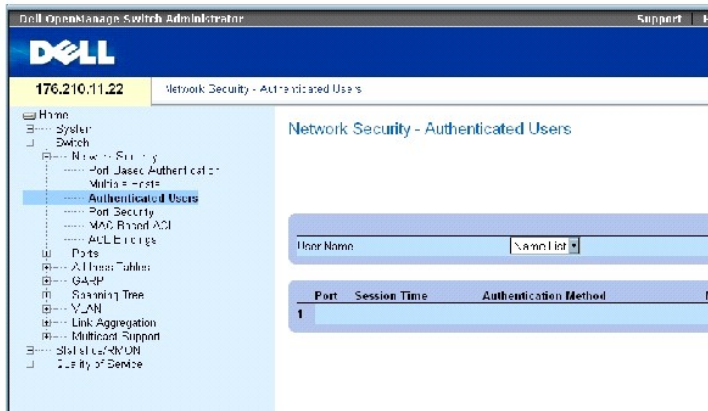 Dell OpenManage Switch Administrator
Support
DELL
176.210.11.22
Network Security - Authenticated Users
Home
System
Switch
Network Security
Port Based Authentication
Multiple Hosts
Authenticated Users
Port Security
MAC Based ACL
ACL Bindings
Ports
Address Tables
GARP
Spanning Tree
VLAN
Link Aggregation
Multicast Support
Statistics/RMON
Quality of Service
Network Security - Authenticated Users
User Name
Name List
Port Session Time Authentication Method
1